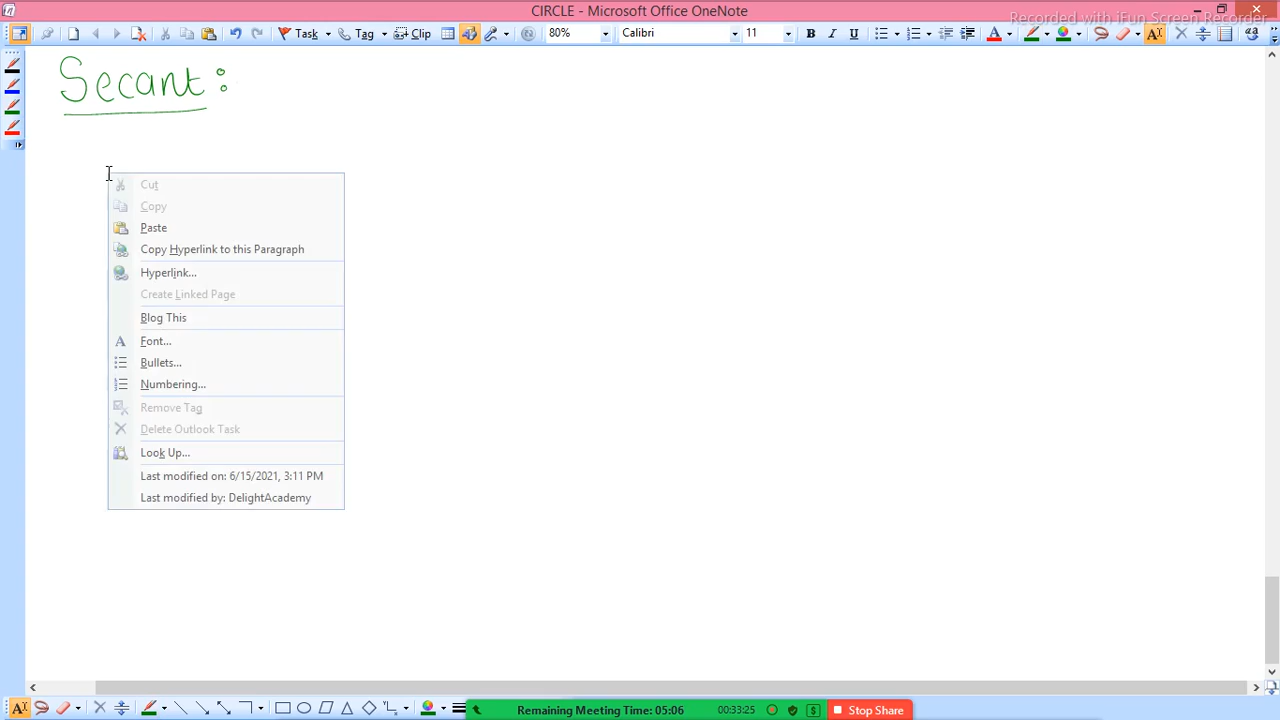 CIRCLE - Microsoft Office OneNote
Recorded with iFun Screen Recorder
Task
Tag
Clip
80%
Calibri
11
B I U
Secant:
Cut
Copy
Paste
Copy Hyperlink to this Paragraph
Hyperlink...
Create Linked Page
Blog This
Font...
Bullets...
Numbering...
Remove Tag
Delete Outlook Task
Look Up...
Last modified on: 6/15/2021, 3:11 PM
Last modified by: DelightAcademy
Remaining Meeting Time: 05:06
00:33:25
Stop Share